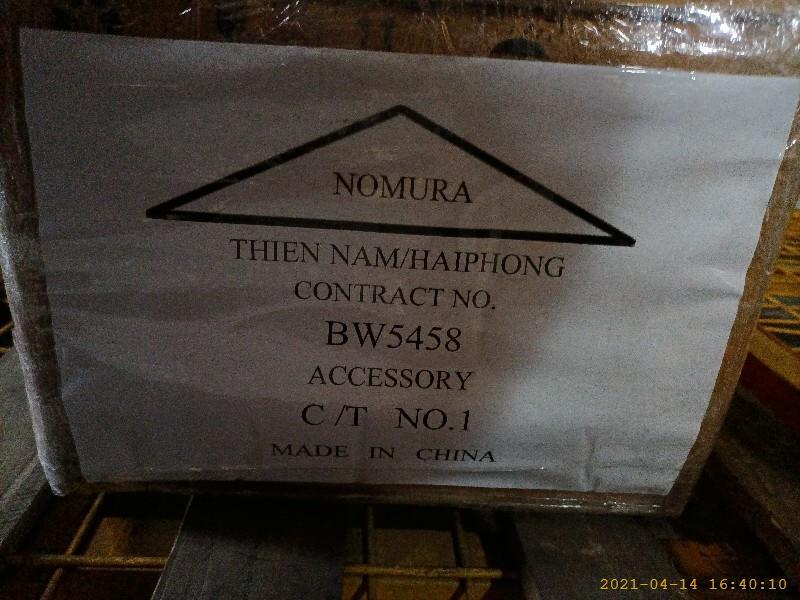 NOMURA
THIEN NAM/HAIPHONG
CONTRACT NO.
BW5458
ACCESSORY
C/T NO.1
MADE IN CHINA
2021-04-14 16:40:10